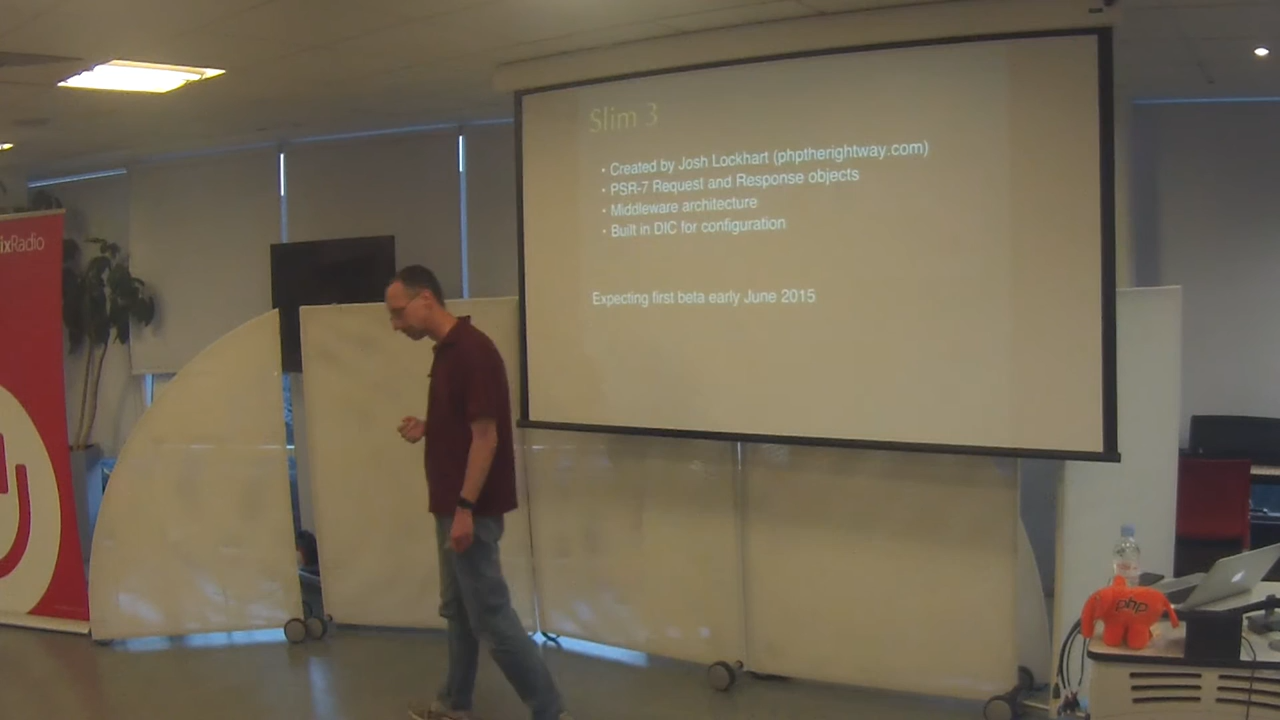 Slim 3
• Created by Josh Lockhart (phptherightway.com)
• PSR-7 Request and Response objects
• Middleware architecture
• Built in DIC for configuration
Expecting first beta early June 2015
ixRadio
php